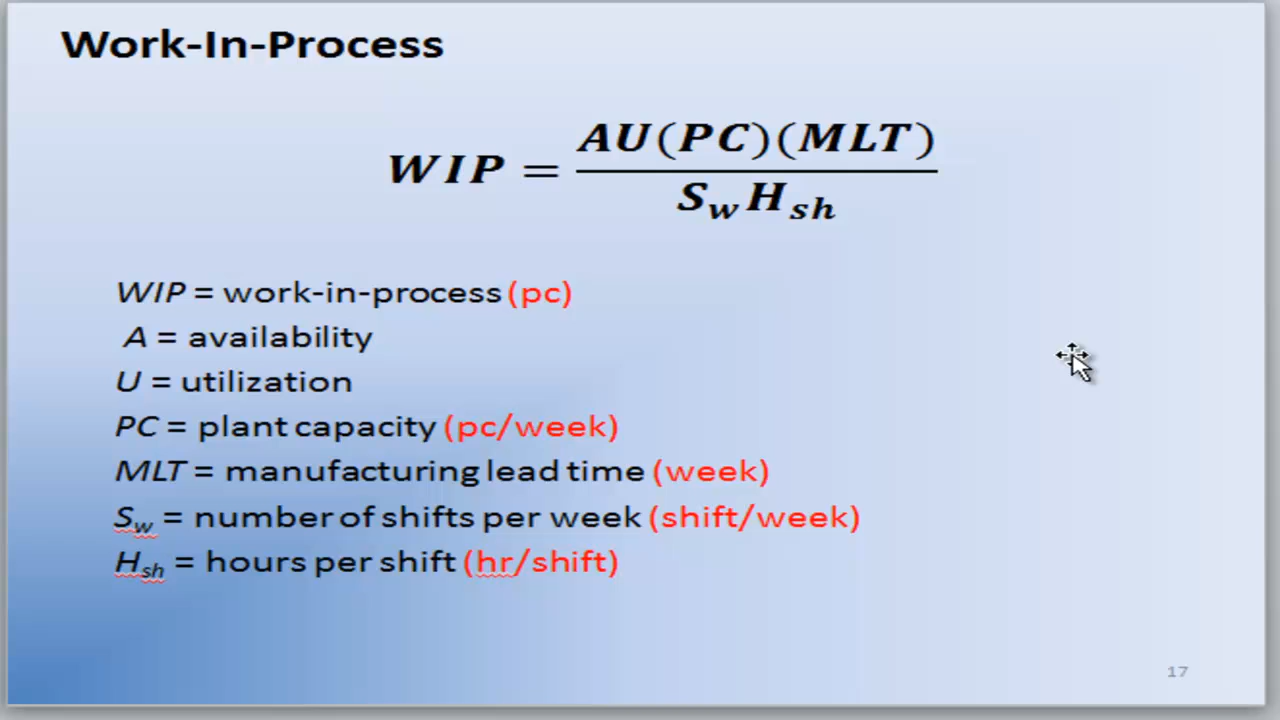 Work-In-Process
WIP = AU(PC)(MLT) / S_w H_sh
WIP = work-in-process (pc)
A = availability
U = utilization
PC = plant capacity (pc/week)
MLT = manufacturing lead time (week)
S_w = number of shifts per week (shift/week)
H_sh = hours per shift (hr/shift)
17